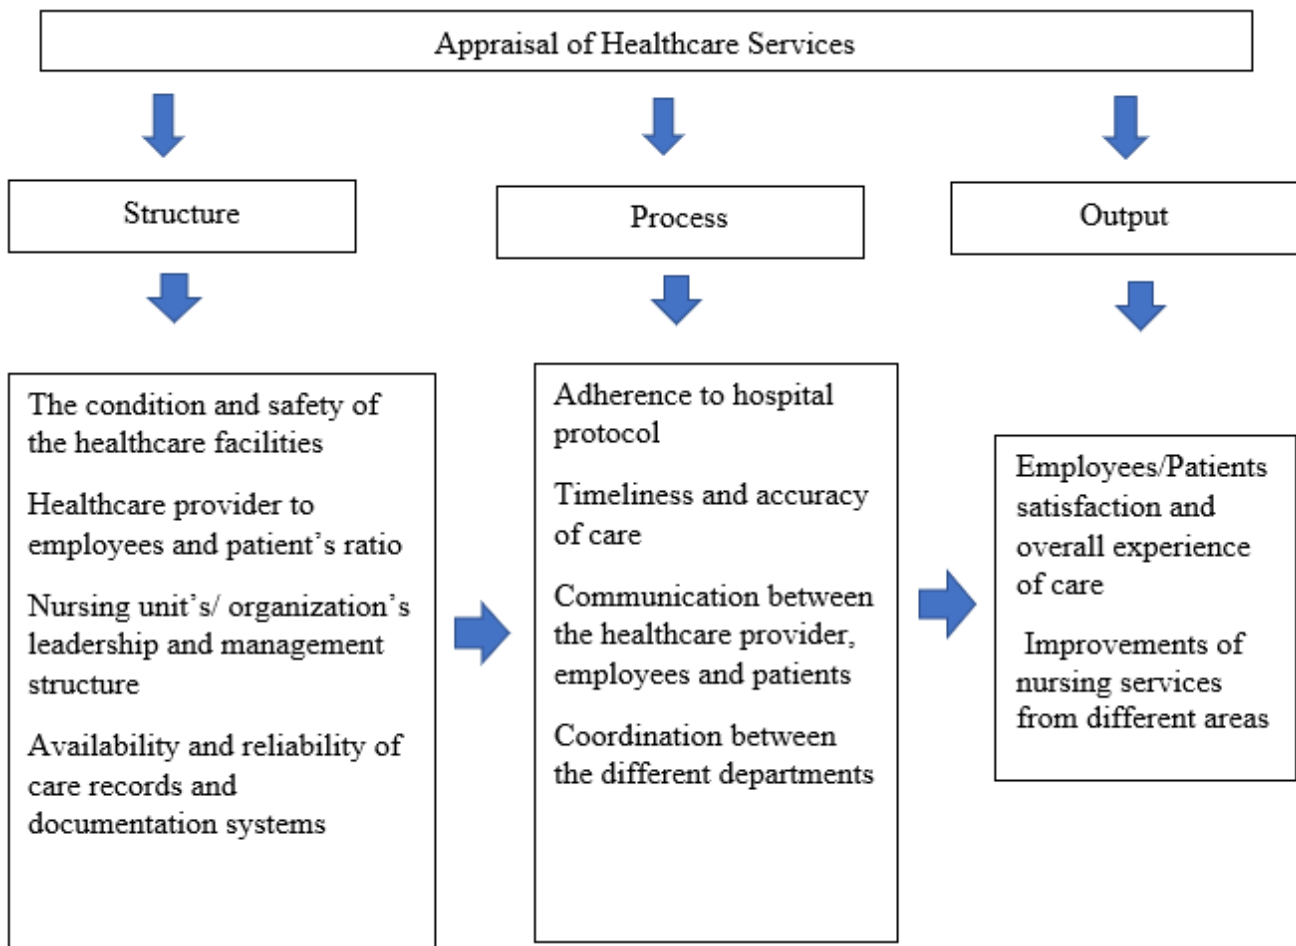 Appraisal of Healthcare Services
Structure
Process
Output
The condition and safety of
the healthcare facilities
Healthcare provider to
employees and patient’s ratio
Nursing unit’s/ organization’s
leadership and management
structure
Availability and reliability of
care records and
documentation systems
Adherence to hospital
protocol
Timeliness and accuracy
of care
Communication between
the healthcare provider,
employees and patients
Coordination between
the different departments
Employees/Patients
satisfaction and
overall experience
of care
Improvements of
nursing services
from different areas